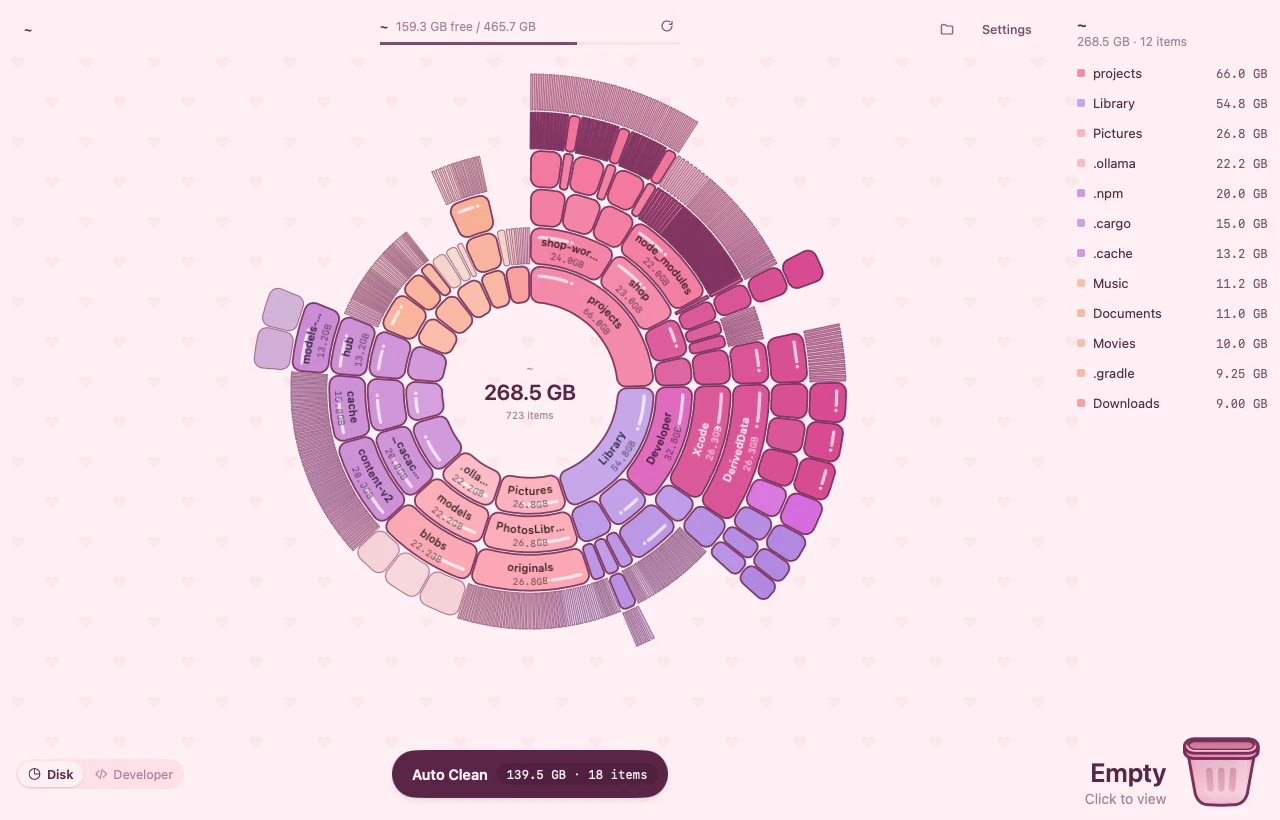 ~
~ 159.3 GB free / 465.7 GB
Settings
~
268.5 GB · 12 items
projects 66.0 GB
Library 54.8 GB
Pictures 26.8 GB
.ollama 22.2 GB
.npm 20.0 GB
.cargo 15.0 GB
.cache 13.2 GB
Music 11.2 GB
Documents 11.0 GB
Movies 10.0 GB
.gradle 9.25 GB
Downloads 9.00 GB
shop-wor...
24.0GB
node_modules
22.0GB
shop
23.0GB
projects
66.0GB
models-...
13.2GB
hub
13.2GB
cache
15.0GB
_cacac...
20.0GB
content-v2
20.0GB
~
268.5 GB
723 items
Library
54.8GB
Developer
32.8GB
Xcode
26.3GB
DerivedData
26.3GB
.olla...
22.2GB
models
22.2GB
blobs
22.2GB
Pictures
26.8GB
PhotosLibr...
26.8GB
originals
26.8GB
Disk
Developer
Auto Clean 139.5 GB · 18 items
Empty
Click to view